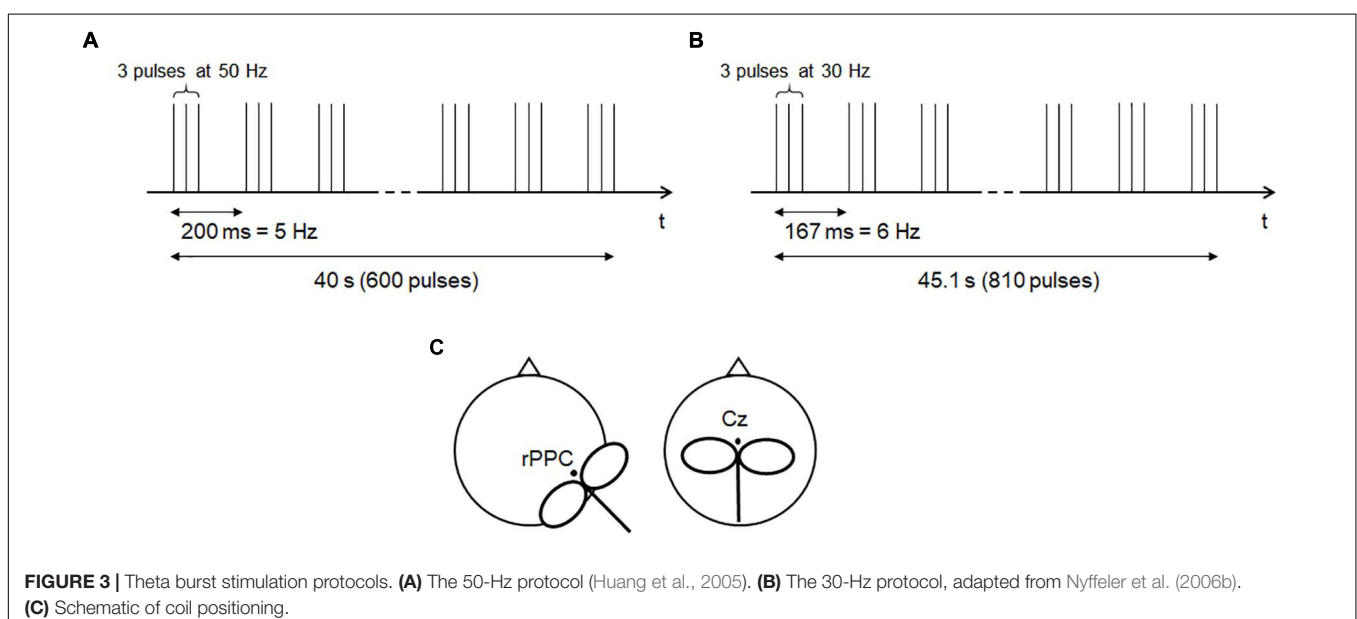 A
3 pulses at 50 Hz
t
200 ms = 5 Hz
40 s (600 pulses)
B
3 pulses at 30 Hz
t
167 ms = 6 Hz
45.1 s (810 pulses)
C
rPPC
Cz
FIGURE 3 | Theta burst stimulation protocols. (A) The 50-Hz protocol (Huang et al., 2005). (B) The 30-Hz protocol, adapted from Nyffeler et al. (2006b).
(C) Schematic of coil positioning.